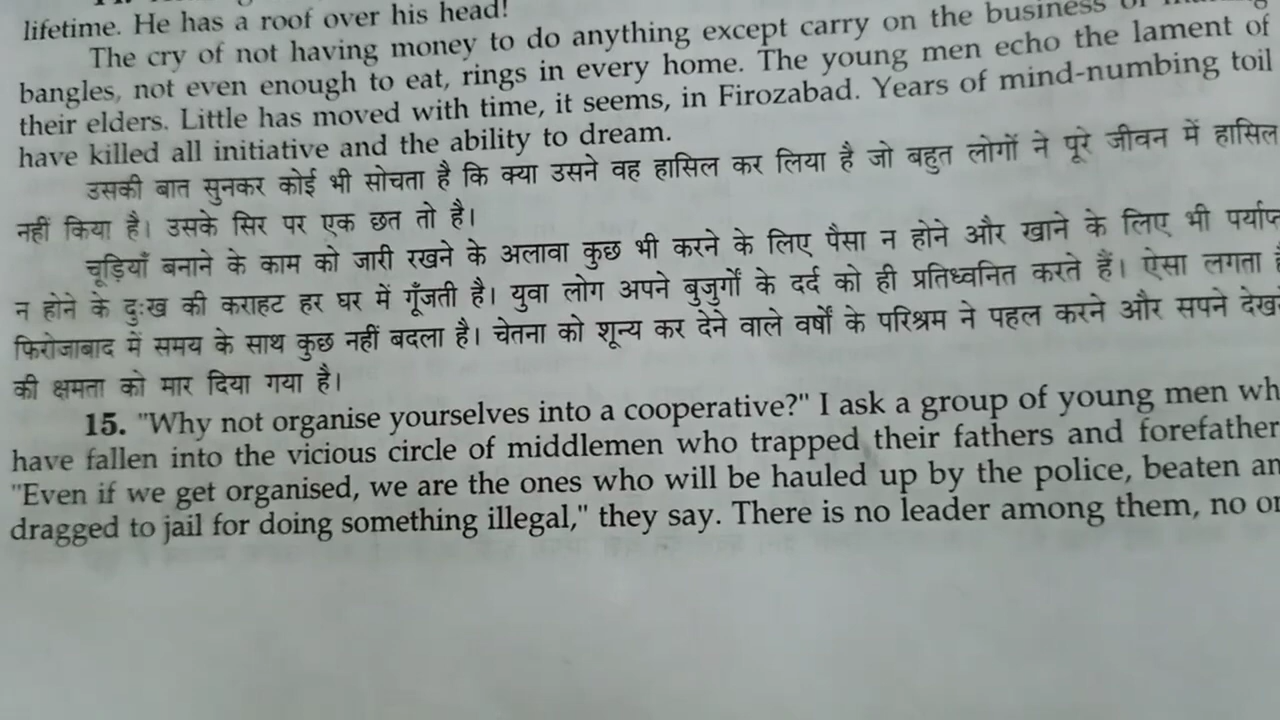 lifetime. He has a roof over his head!
The cry of not having money to do anything except carry on the business of
bangles, not even enough to eat, rings in every home. The young men echo the lament of
their elders. Little has moved with time, it seems, in Firozabad. Years of mind-numbing toil
have killed all initiative and the ability to dream.
उसकी बात सुनकर कोई भी सोचता है कि क्या उसने वह हासिल कर लिया है जो बहुत लोगों ने पूरे जीवन में हासिल
नहीं किया है। उसके सिर पर एक छत तो है।
चूड़ियाँ बनाने के काम को जारी रखने के अलावा कुछ भी करने के लिए पैसा न होने और खाने के लिए भी
न होने के दुःख की कराहट हर घर में गूँजती है। युवा लोग अपने बुजुर्गों के दर्द को ही प्रतिध्वनित करते हैं। ऐसा लगता
फिरोजाबाद में समय के साथ कुछ नहीं बदला है। चेतना को शून्य कर देने वाले वर्षों के परिश्रम ने पहल करने और सपने
की क्षमता को मार दिया गया है।
15. "Why not organise yourselves into a cooperative?" I ask a group of young men
have fallen into the vicious circle of middlemen who trapped their fathers and
"Even if we get organised, we are the ones who will be hauled up by the police, beaten
dragged to jail for doing something illegal," they say. There is no leader among them, no